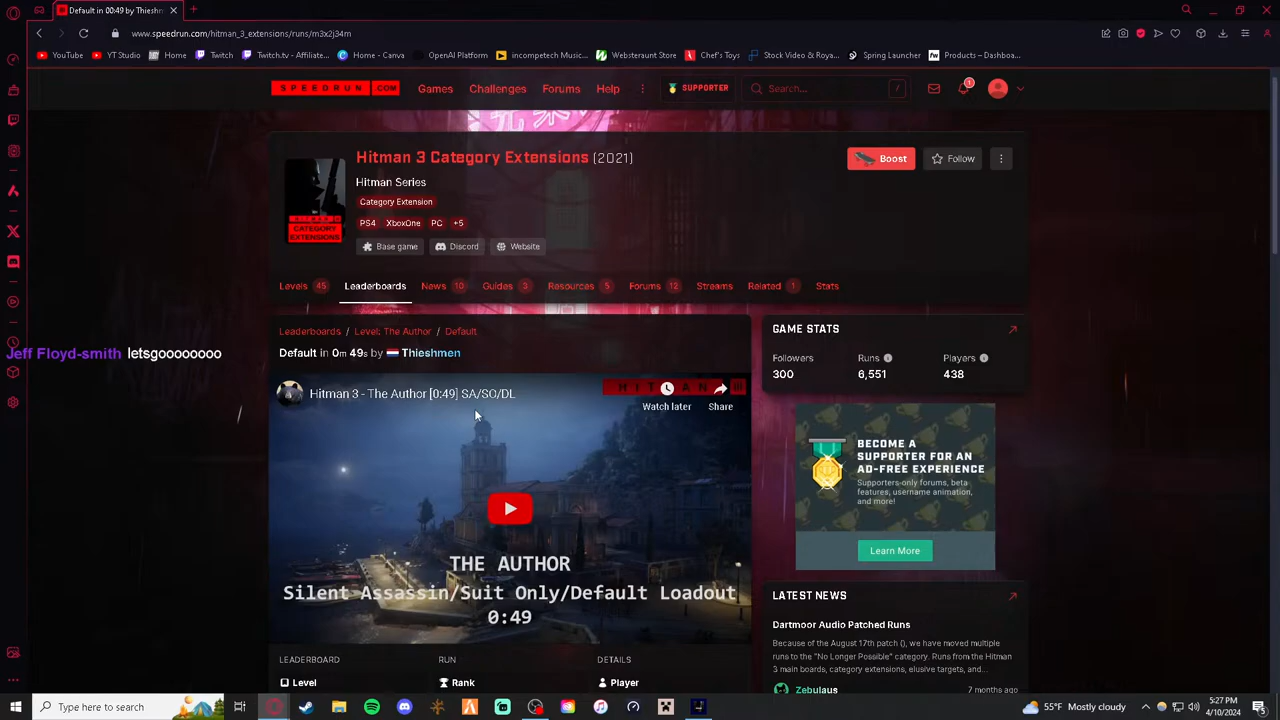 Default in 00:49 by Thieshm
www.speedrun.com/hitman_3_extensions/runs/m3x2j34m
YouTube YT Studio Home Twitch Twitch.tv - Affiliate... Home - Canva OpenAI Platform incompetech Music... Websteraunt Store Chef's Toys Stock Video & Roya... Spring Launcher Products – Dashboa...
SPEEDRUN.COM Games Challenges Forums Help SUPPORTER Search... / 1
Hitman 3 Category Extensions (2021)
Boost Follow
Hitman Series
Category Extension
PS4 XboxOne PC +5
Base game Discord Website
Levels 45 Leaderboards News 10 Guides 3 Resources 5 Forums 12 Streams Related 1 Stats
Leaderboards / Level: The Author / Default
Default in 0m 49s by Thieshmen
Jeff Floyd-smith letsgoooooooo
Hitman 3 - The Author [0:49] SA/SO/DL
Watch later Share
THE AUTHOR
Silent Assassin/Suit Only/Default Loadout
0:49
LEADERBOARD RUN DETAILS
Level Rank Player
GAME STATS
Followers Runs Players
300 6,551 438
BECOME A
SUPPORTER FOR AN
AD-FREE EXPERIENCE
Supporters-only forums, beta
features, username animation,
and more!
Learn More
LATEST NEWS
Dartmoor Audio Patched Runs
Because of the August 17th patch (), we have moved multiple
runs to the "No Longer Possible" category. Runs from the Hitman
3 main boards, category extensions, elusive targets, and...
Zebulaus 7 months ago
Type here to search
55°F Mostly cloudy
5:27 PM
4/10/2024